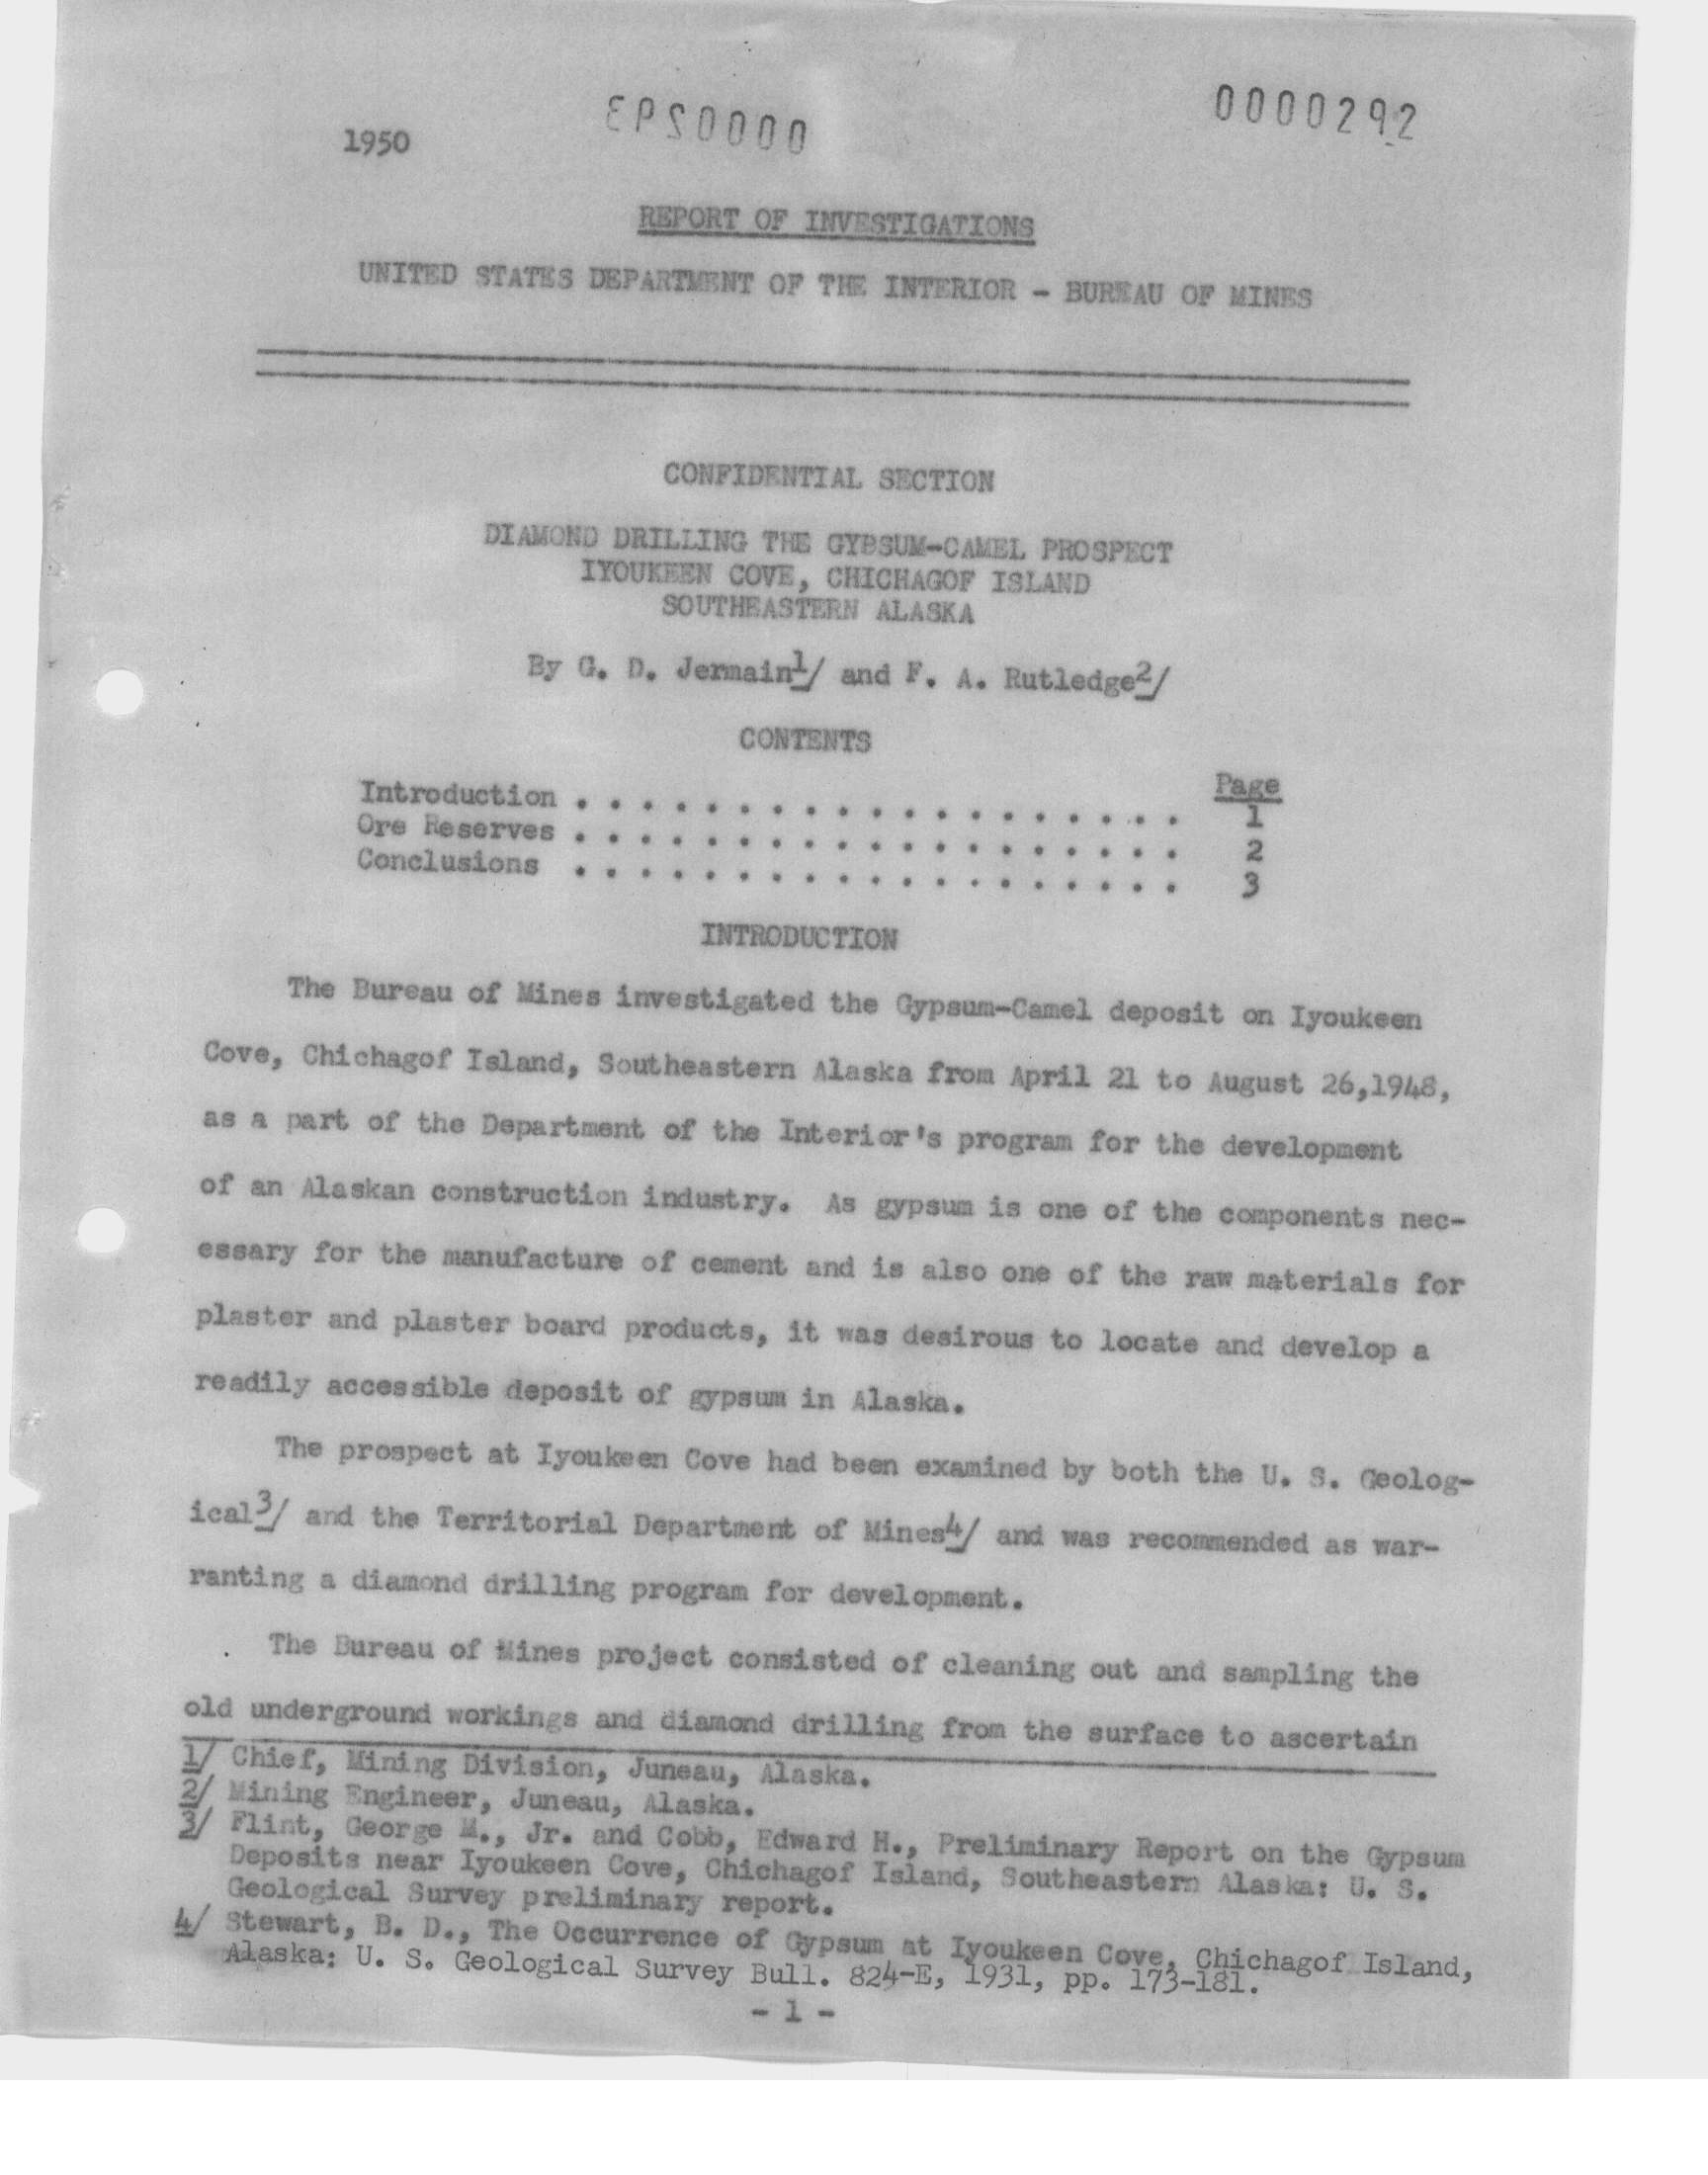 0000293
0000292
1950
REPORT OF INVESTIGATIONS
UNITED STATES DEPARTMENT OF THE INTERIOR - BUREAU OF MINES
CONFIDENTIAL SECTION
DIAMOND DRILLING THE GYPSUM-CAMEL PROSPECT
IYOUKEEN COVE, CHICHAGOF ISLAND
SOUTHEASTERN ALASKA
By G. D. Jermain1/ and F. A. Rutledge2/
CONTENTS
Page
Introduction . . . . . . . . . . . . . . . . . . . 1
Ore Reserves . . . . . . . . . . . . . . . . . . . 2
Conclusions . . . . . . . . . . . . . . . . . . . 3
INTRODUCTION
The Bureau of Mines investigated the Gypsum-Camel deposit on Iyoukeen
Cove, Chichagof Island, Southeastern Alaska from April 21 to August 26,1948,
as a part of the Department of the Interior's program for the development
of an Alaskan construction industry. As gypsum is one of the components nec-
essary for the manufacture of cement and is also one of the raw materials for
plaster and plaster board products, it was desirous to locate and develop a
readily accessible deposit of gypsum in Alaska.
The prospect at Iyoukeen Cove had been examined by both the U. S. Geolog-
ical3/ and the Territorial Department of Mines4/ and was recommended as war-
ranting a diamond drilling program for development.
The Bureau of Mines project consisted of cleaning out and sampling the
old underground workings and diamond drilling from the surface to ascertain
1/ Chief, Mining Division, Juneau, Alaska.
2/ Mining Engineer, Juneau, Alaska.
3/ Flint, George M., Jr. and Cobb, Edward H., Preliminary Report on the Gypsum
Deposits near Iyoukeen Cove, Chichagof Island, Southeastern Alaska: U. S.
Geological Survey preliminary report.
4/ Stewart, B. D., The Occurrence of Gypsum at Iyoukeen Cove, Chichagof Island,
Alaska: U. S. Geological Survey Bull. 824-E, 1931, pp. 173-181.
- 1 -